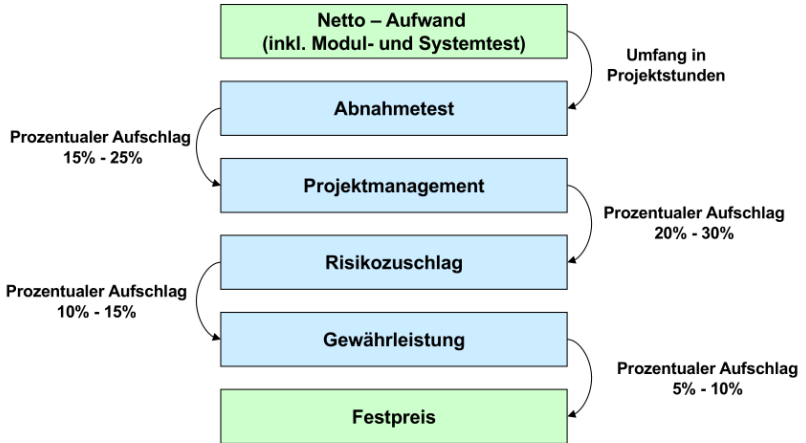 Netto – Aufwand
(inkl. Modul- und Systemtest)
Umfang in
Projektstunden
Abnahmetest
Prozentualer Aufschlag
15% - 25%
Projektmanagement
Prozentualer Aufschlag
20% - 30%
Risikozuschlag
Prozentualer Aufschlag
10% - 15%
Gewährleistung
Prozentualer Aufschlag
5% - 10%
Festpreis